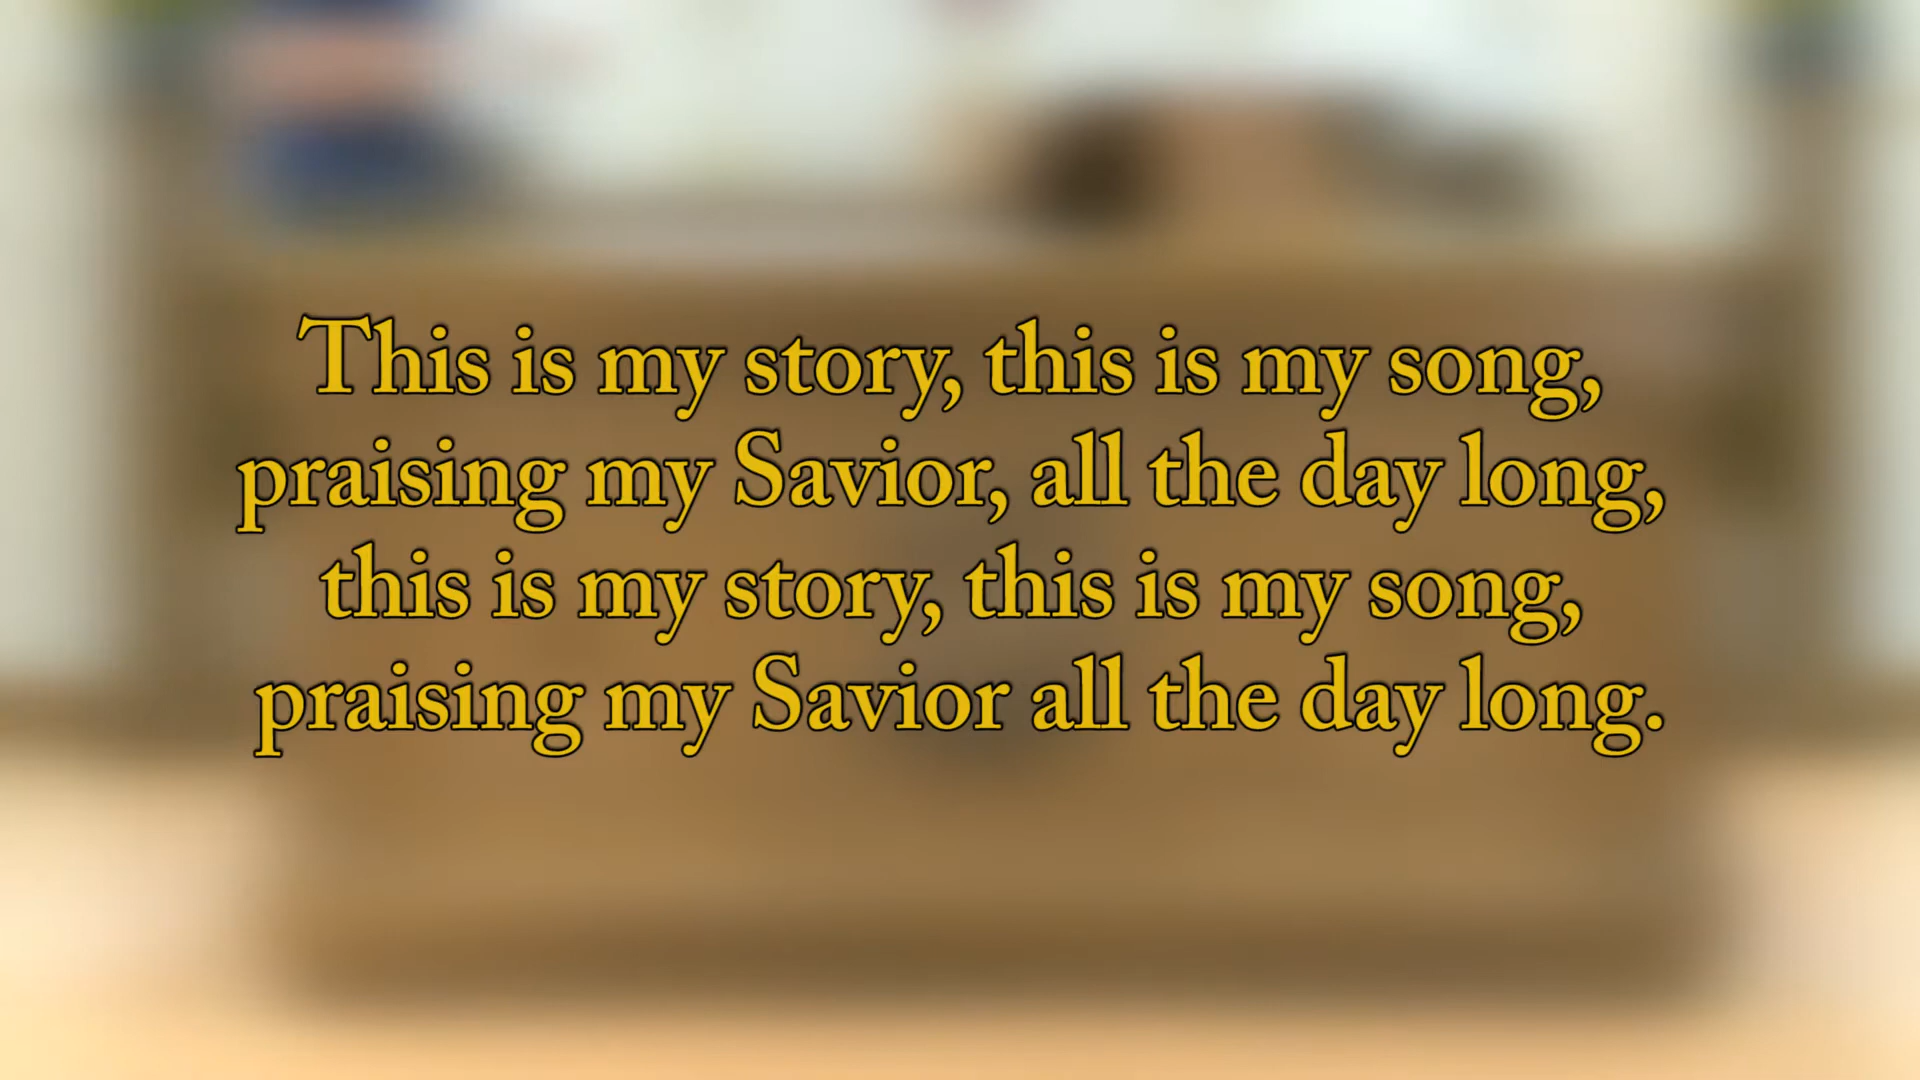 This is my story, this is my song,
praising my Savior, all the day long,
this is my story, this is my song,
praising my Savior all the day long.